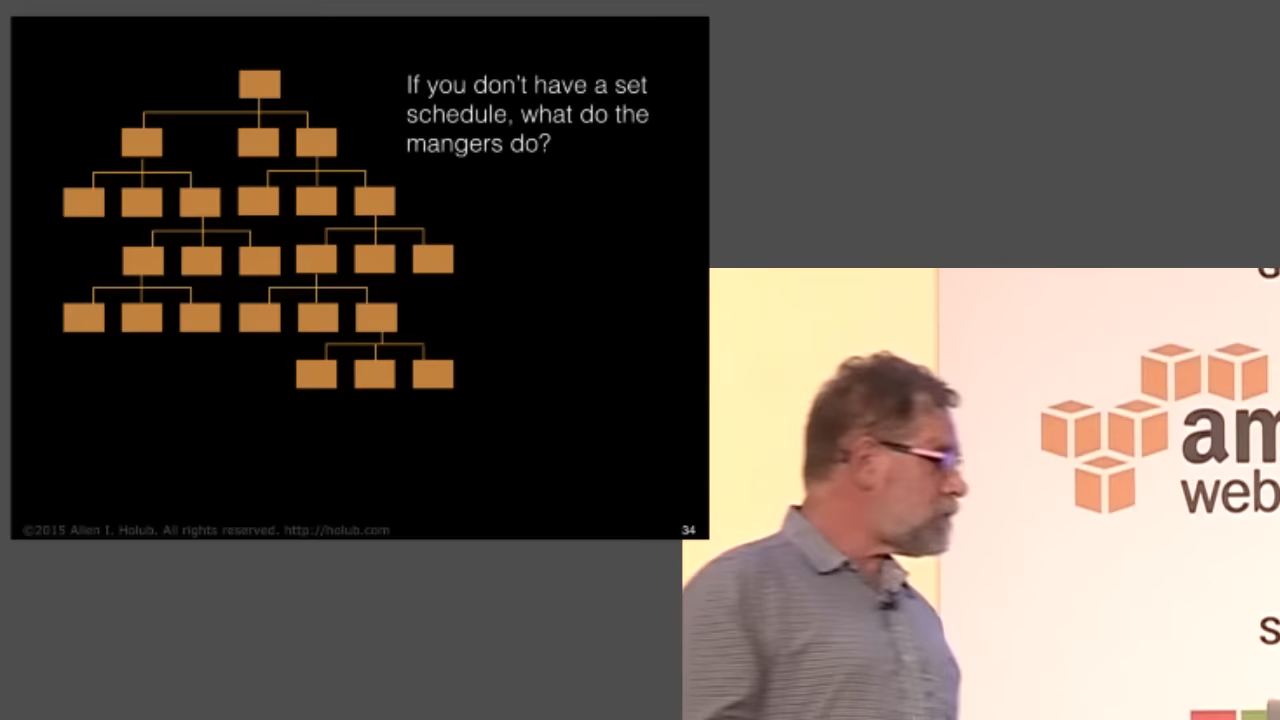 If you don't have a set
schedule, what do the
mangers do?
©2015 Allen I. Holub. All rights reserved. http://holub.com
34
am
web
s